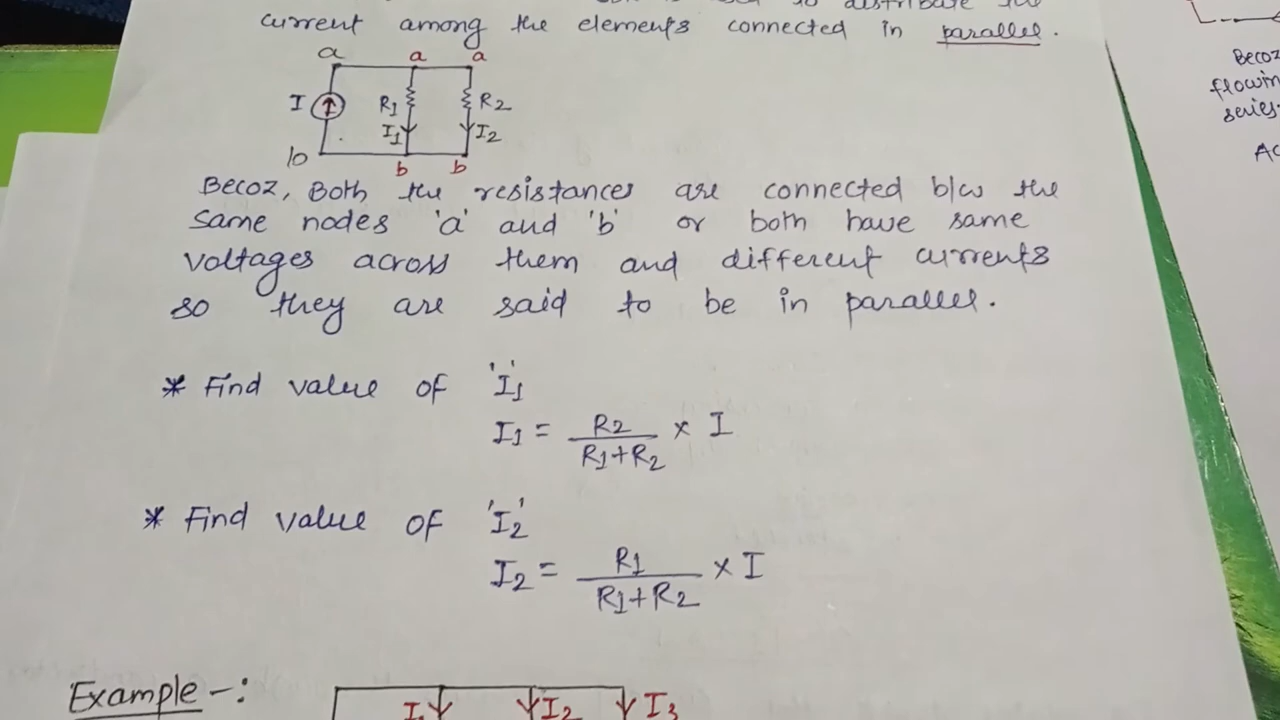 to distribute the
current among the elements connected in parallel.
a a a
I R1 R2
I1 I2
b b b
Becoz, Both the resistances are connected b/w the
same nodes 'a' and 'b' or both have same
voltages across them and different currents
so they are said to be in parallel.
* Find value of 'I1'
I1 = R2 / R1+R2 × I
* Find value of 'I2'
I2 = R1 / R1+R2 × I
Example -:
I1 I2 I3
Becoz
flowin
series.